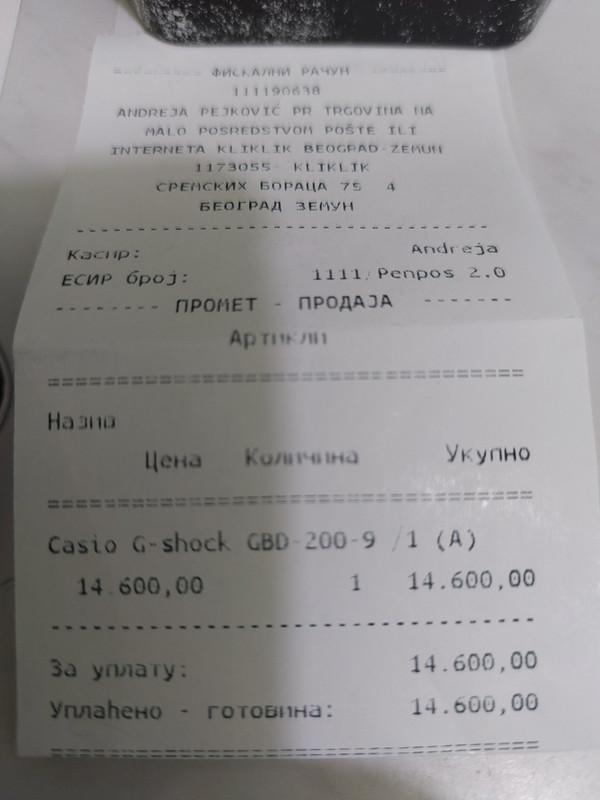 ========== ФИСКАЛНИ РАЧУН ==========
111190638
ANDREJA PEJKOVIĆ PR TRGOVINA NA
MALO POSREDSTVOM POŠTE ILI
INTERNETA KLIKLIK BEOGRAD-ZEMUN
1173055- KLIKLIK
СРЕМСКИХ БОРАЦА 75 4
БЕОГРАД ЗЕМУН
----------------------------------
Касир: Andreja
ЕСИР број: 1111/Penpos 2.0
-------- ПРОМЕТ - ПРОДАЈА -------
Артикли
==================================
Назив
Цена Количина Укупно
==================================
Casio G-shock GBD-200-9 /1 (А)
14.600,00 1 14.600,00
----------------------------------
За уплату: 14.600,00
Уплаћено - готовина: 14.600,00
==================================